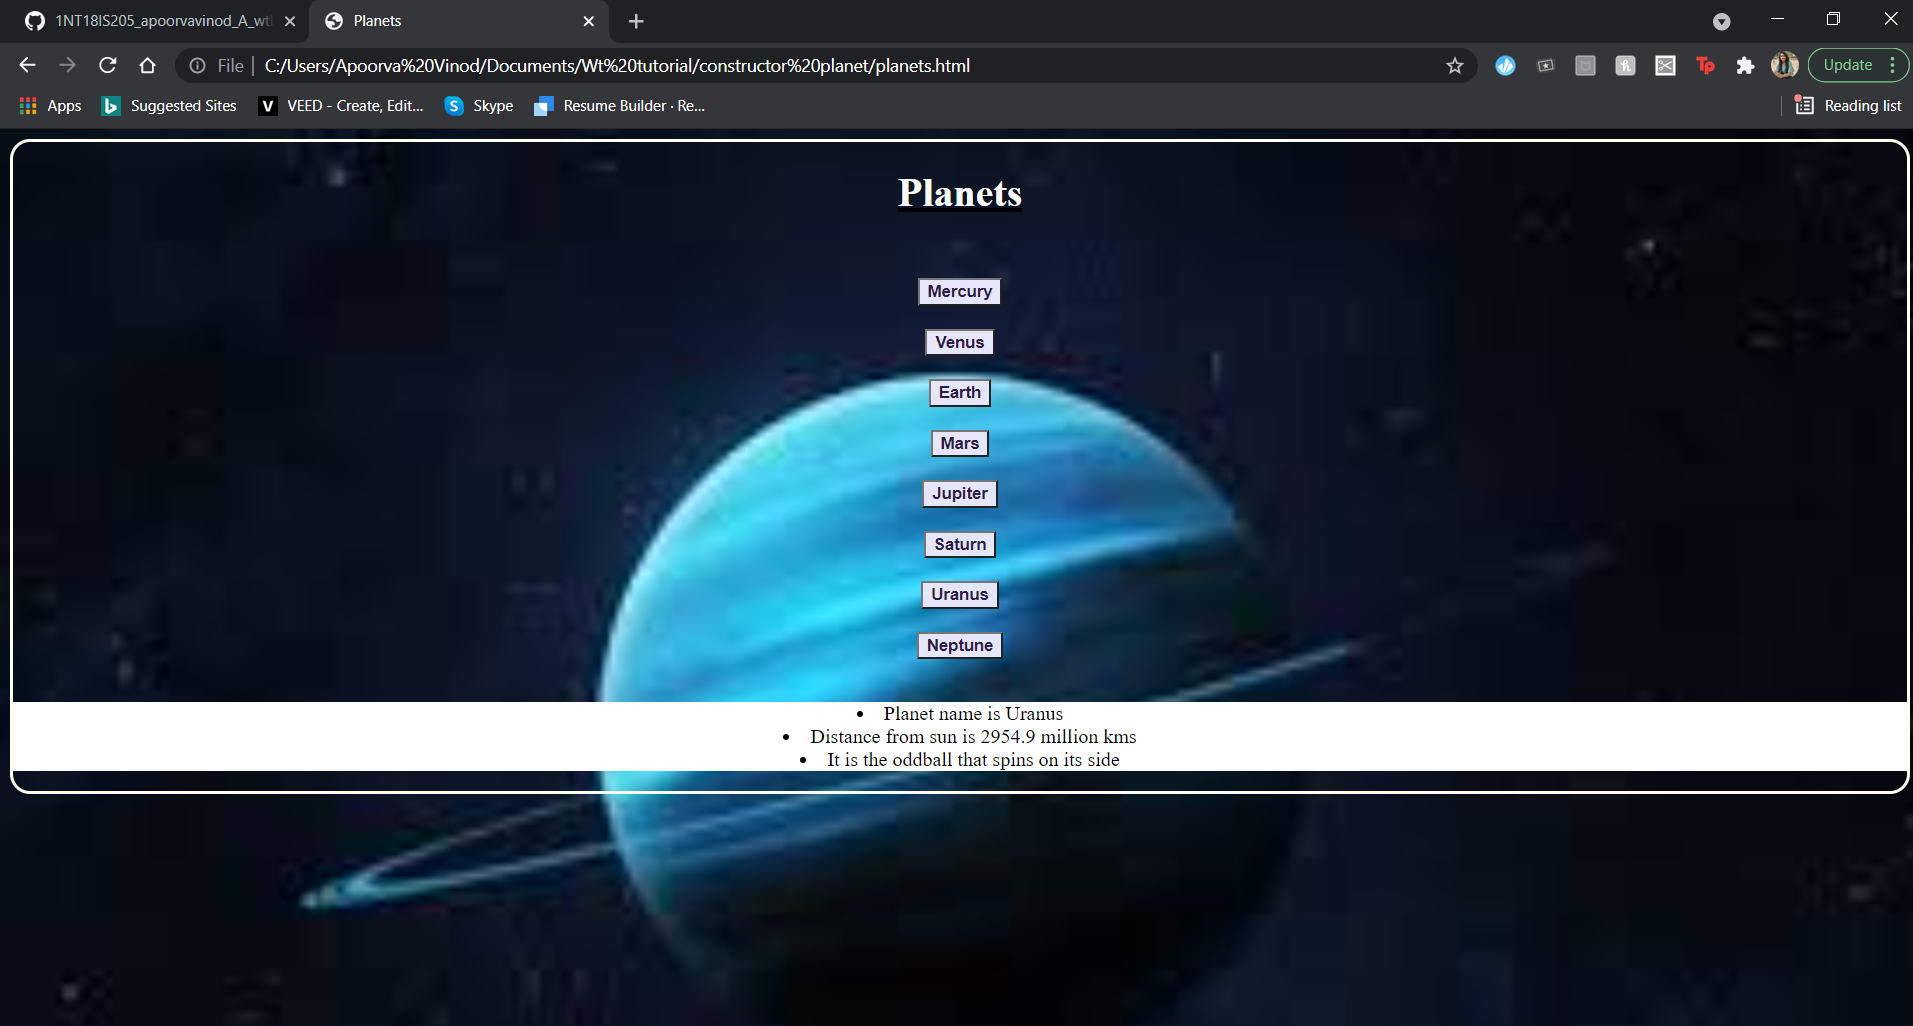 1NT18IS205_apoorvavinod_A_wt
Planets
File
C:/Users/Apoorva%20Vinod/Documents/Wt%20tutorial/constructor%20planet/planets.html
Tp
Update
Apps
Suggested Sites
V
VEED - Create, Edit...
S
Skype
Resume Builder · Re...
Reading list
Planets
Mercury
Venus
Earth
Mars
Jupiter
Saturn
Uranus
Neptune
• Planet name is Uranus
• Distance from sun is 2954.9 million kms
• It is the oddball that spins on its side